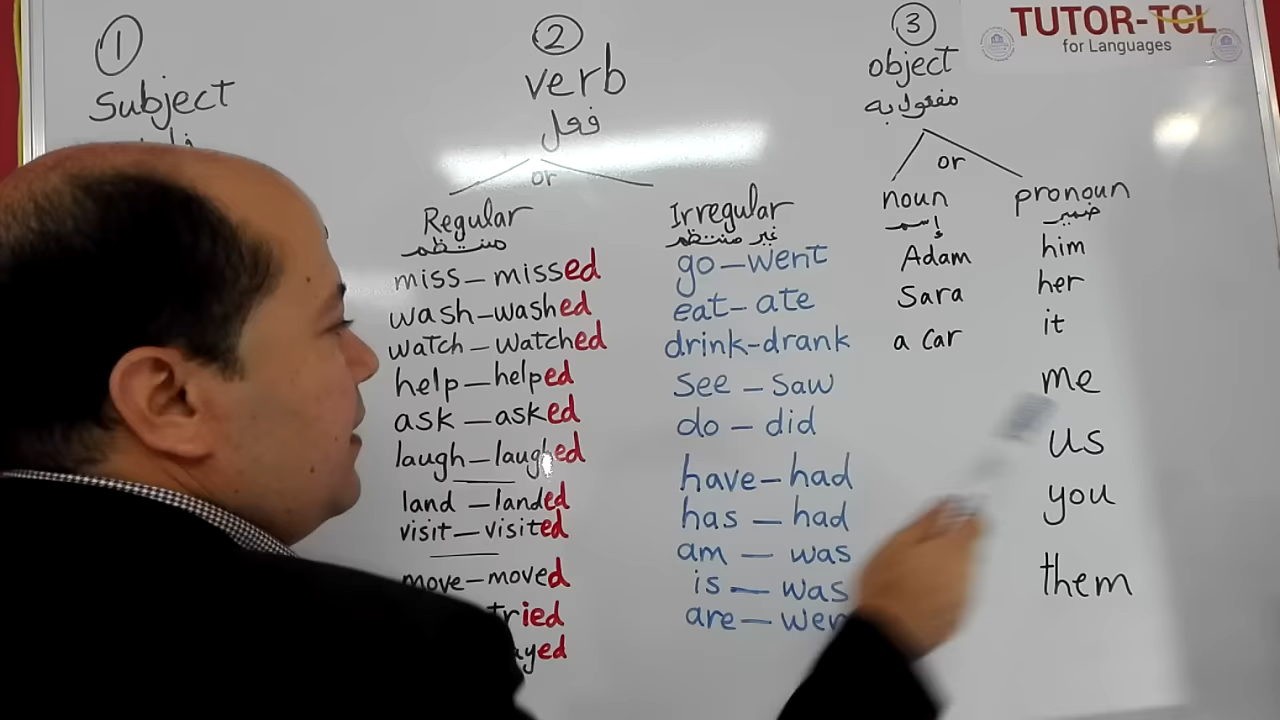 TUTOR-TCL
for Languages
1
Subject
2
verb
فعل
or
Regular
منتظم
miss – missed
wash – washed
watch – watched
help – helped
ask – asked
laugh – laughed
land – landed
visit – visited
move – moved
tried
ayed
Irregular
غير منتظم
go – went
eat – ate
drink – drank
see – saw
do – did
have – had
has – had
am – was
is – was
are – wer
3
object
مفعول به
or
noun
إسم
Adam
Sara
a car
pronoun
ضمير
him
her
it
me
us
you
them